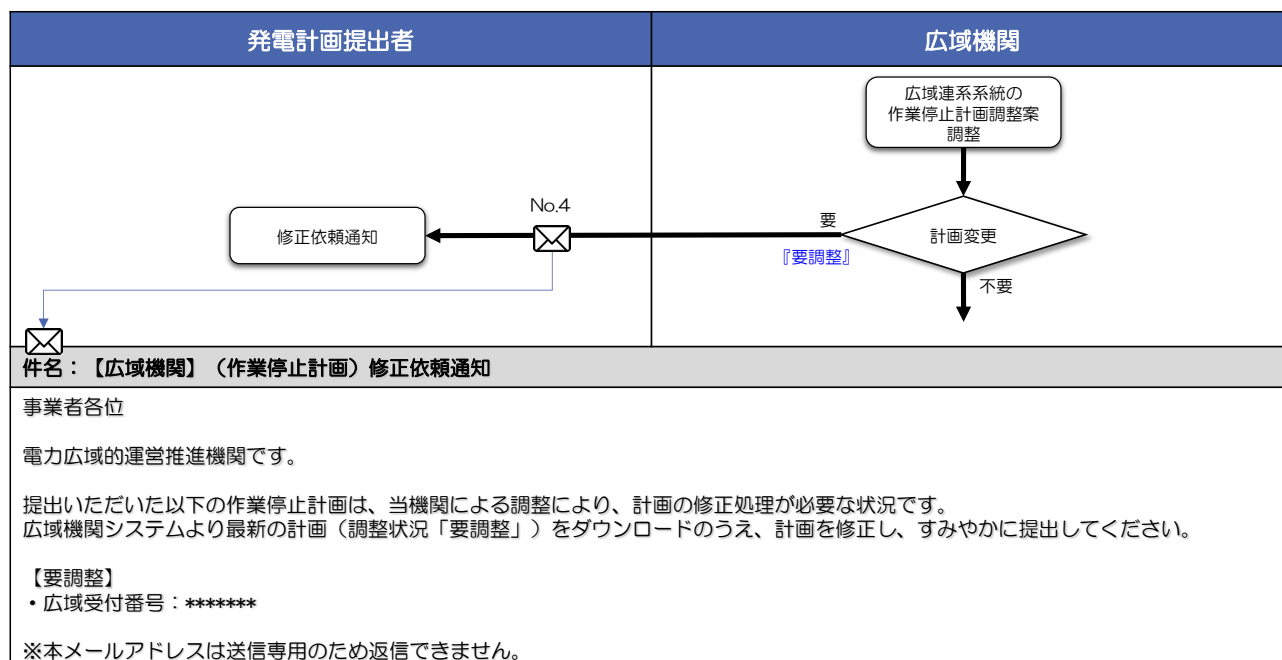 発電計画提出者
広域機関
広域連系系統の
作業停止計画調整案
調整
No.4
修正依頼通知
要
『要調整』
計画変更
不要
件名：【広域機関】（作業停止計画）修正依頼通知
事業者各位
電力広域的運営推進機関です。
提出いただいた以下の作業停止計画は、当機関による調整により、計画の修正処理が必要な状況です。
広域機関システムより最新の計画（調整状況「要調整」）をダウンロードのうえ、計画を修正し、すみやかに提出してください。
【要調整】
・広域受付番号：*******
※本メールアドレスは送信専用のため返信できません。